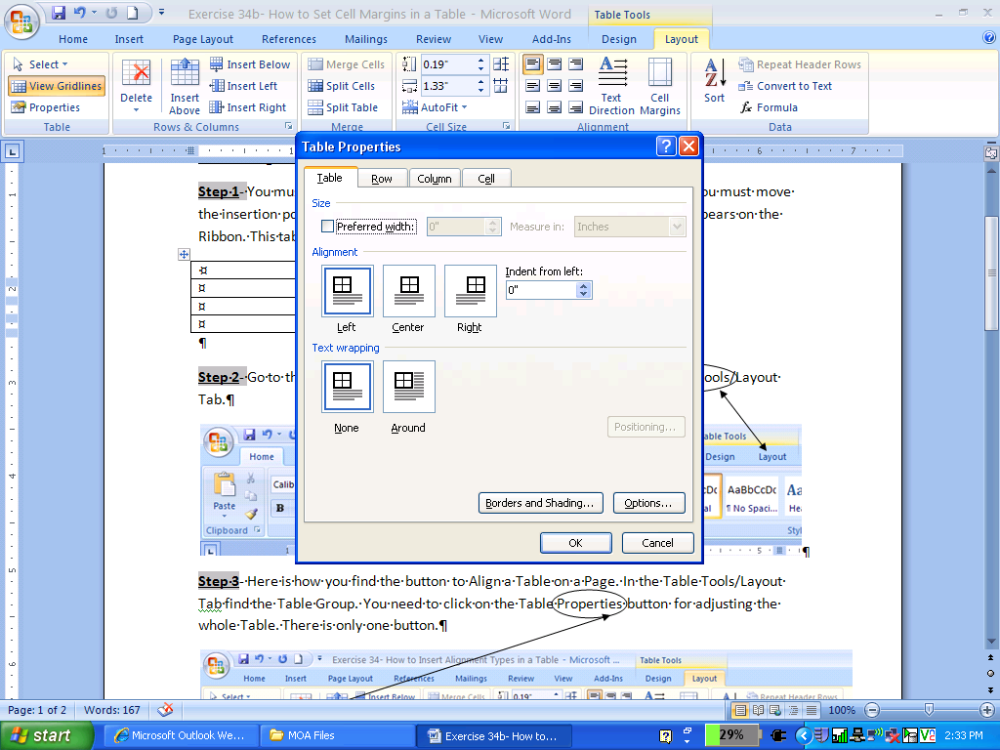 Exercise 34b- How to Set Cell Margins in a Table - Microsoft Word
Table Tools
Home Insert Page Layout References Mailings Review View Add-Ins Design Layout
Select
View Gridlines
Properties
Table
Delete
Insert Above
Insert Below
Insert Left
Insert Right
Rows & Columns
Merge Cells
Split Cells
Split Table
Merge
0.19"
1.33"
AutoFit
Cell Size
Text Direction
Cell Margins
Alignment
Sort
Repeat Header Rows
Convert to Text
Formula
Data
Table Properties
Table Row Column Cell
Size
Preferred width: 0" Measure in: Inches
Alignment
Indent from left:
0"
Left Center Right
Text wrapping
None Around
Positioning...
Borders and Shading... Options...
OK Cancel
Step 1- You mu
u must move
the insertion po
pears on the
Ribbon. This tab
Step 2- Go to th
ools/Layout
Tab.¶
Home
Paste
Calib
B
Clipboard
able Tools
Design Layout
AaBbCcDc
¶ No Spaci...
Step 3- Here is how you find the button to Align a Table on a Page. In the Table Tools/Layout
Tab find the Table Group. You need to click on the Table Properties button for adjusting the
whole Table. There is only one button.¶
Exercise 34- How to Insert Alignment Types in a Table - Microsoft ...
Table Tools
Home Insert Page Layout References Mailings Review View Add-Ins Design Layout
Select
Insert Below
Merge Cells
0.19"
Repeat Header Rows
Page: 1 of 2 Words: 167 100%
start
Microsoft Outlook We...
MOA Files
Exercise 34b- How to...
29%
2:33 PM